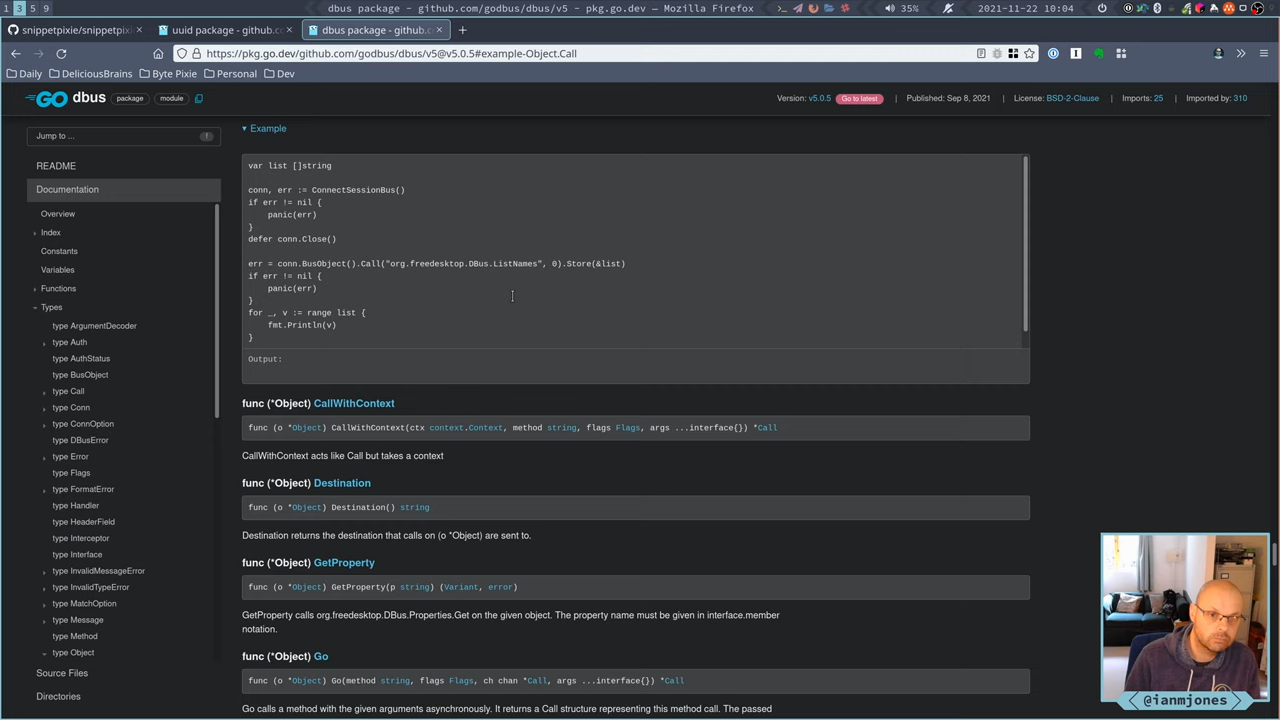 1 3 5 9
dbus package - github.com/godbus/dbus/v5 - pkg.go.dev — Mozilla Firefox
35%
2021-11-22 10:04
snippetpixie/snippetpix
uuid package - github.com
dbus package - github.com
https://pkg.go.dev/github.com/godbus/dbus/v5@v5.0.5#example-Object.Call
Daily
DeliciousBrains
Byte Pixie
Personal
Dev
GO
dbus
package
module
Version: v5.0.5
Go to latest
Published: Sep 8, 2021
License: BSD-2-Clause
Imports: 25
Imported by: 310
Jump to ...
README
Documentation
Overview
Index
Constants
Variables
Functions
Types
type ArgumentDecoder
type Auth
type AuthStatus
type BusObject
type Call
type Conn
type ConnOption
type DBusError
type Error
type Flags
type FormatError
type Handler
type HeaderField
type Interceptor
type Interface
type InvalidMessageError
type InvalidTypeError
type MatchOption
type Message
type Method
type Object
Source Files
Directories
▾ Example
var list []string
conn, err := ConnectSessionBus()
if err != nil {
panic(err)
}
defer conn.Close()
err = conn.BusObject().Call("org.freedesktop.DBus.ListNames", 0).Store(&list)
if err != nil {
panic(err)
}
for _, v := range list {
fmt.Println(v)
}
Output:
func (*Object) CallWithContext
func (o *Object) CallWithContext(ctx context.Context, method string, flags Flags, args ...interface{}) *Call
CallWithContext acts like Call but takes a context
func (*Object) Destination
func (o *Object) Destination() string
Destination returns the destination that calls on (o *Object) are sent to.
func (*Object) GetProperty
func (o *Object) GetProperty(p string) (Variant, error)
GetProperty calls org.freedesktop.DBus.Properties.Get on the given object. The property name must be given in interface.member
notation.
func (*Object) Go
func (o *Object) Go(method string, flags Flags, ch chan *Call, args ...interface{}) *Call
Go calls a method with the given arguments asynchronously. It returns a Call structure representing this method call. The passed
@ianmjones